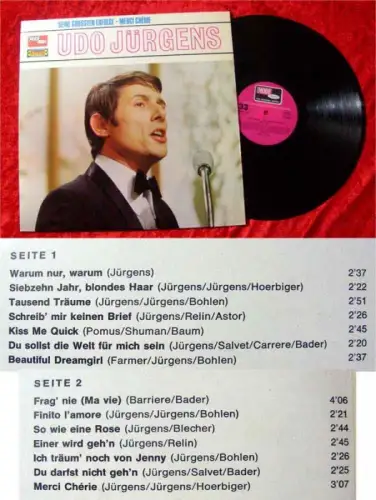 SEINE GRÖSSTEN ERFOLGE · MERCI CHÉRIE
UDO JÜRGENS
33
SEITE 1
Warum nur, warum (Jürgens) 2'37
Siebzehn Jahr, blondes Haar (Jürgens/Jürgens/Hoerbiger) 2'22
Tausend Träume (Jürgens/Jürgens/Bohlen) 2'51
Schreib' mir keinen Brief (Jürgens/Relin/Astor) 2'26
Kiss Me Quick (Pomus/Shuman/Baum) 2'45
Du sollst die Welt für mich sein (Jürgens/Salvet/Carrere/Bader) 2'20
Beautiful Dreamgirl (Farmer/Jürgens/Bohlen) 2'37
SEITE 2
Frag' nie (Ma vie) (Barriere/Bader) 4'06
Finito l'amore (Jürgens/Jürgens/Bohlen) 2'21
So wie eine Rose (Jürgens/Blecher) 2'44
Einer wird geh'n (Jürgens/Relin) 2'45
Ich träum' noch von Jenny (Jürgens/Bohlen) 2'26
Du darfst nicht geh'n (Jürgens/Salvet/Bader) 2'25
Merci Chérie (Jürgens/Jürgens/Hoerbiger) 3'07